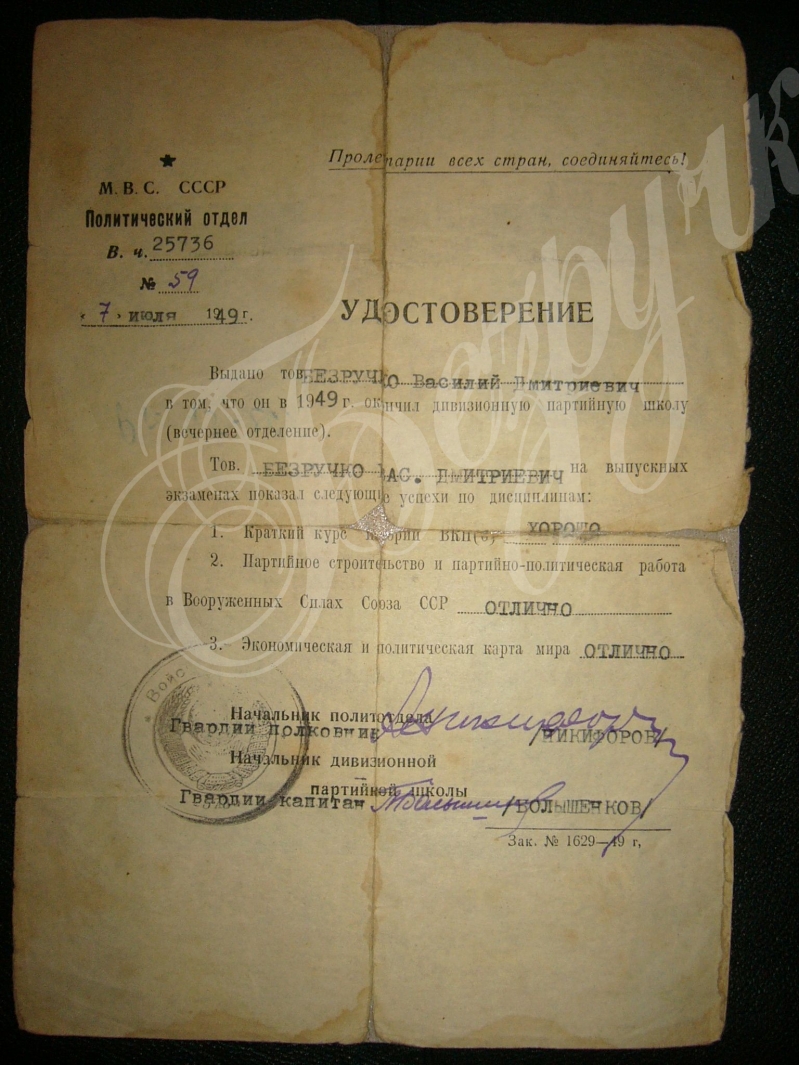 Пролетарии всех стран, соединяйтесь!
М. В. С. СССР
Политический отдел
В. ч. 25736
№ 59
« 7 » июля 1949 г.
УДОСТОВЕРЕНИЕ
Выдано тов. БЕЗРУЧКО Василий Дмитриевич
в том, что он в 1949 г. окончил дивизионную партийную школу
(вечернее отделение).
Тов. БЕЗРУЧКО ВАС. ДМИТРИЕВИЧ на выпускных
экзаменах показал следующие успехи по дисциплинам:
1. Краткий курс истории ВКП(б) ХОРОШО
2. Партийное строительство и партийно-политическая работа
в Вооруженных Силах Союза ССР ОТЛИЧНО
3. Экономическая и политическая карта мира ОТЛИЧНО
Начальник политотдела
Гвардии полковник /НИКИФОРОВ/
Начальник дивизионной
партийной школы
Гвардии капитан /БОЛЫШЕНКОВ/
Зак. № 1629—49 г,